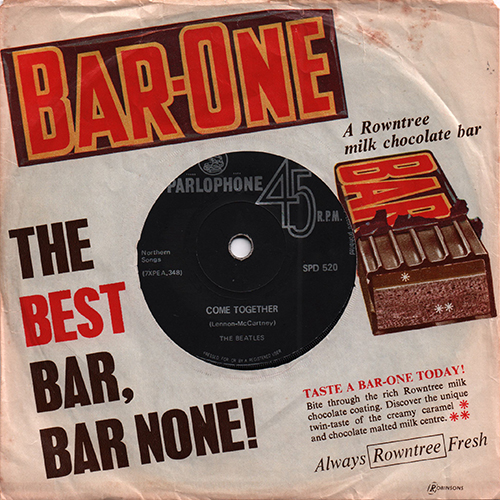 BAR-ONE
A Rowntree
milk chocolate bar
BAR
PARLOPHONE
45
R.P.M.
Northern
Songs
(7XPEA.348)
SPD 520
COME TOGETHER
(Lennon-McCartney)
THE BEATLES
THE
BEST
BAR,
BAR NONE!
*
**
TASTE A BAR-ONE TODAY!
Bite through the rich Rowntree milk
chocolate coating. Discover the unique
twin-taste of the creamy caramel *
and chocolate malted milk centre. **
Always Rowntree Fresh
ROBINSONS